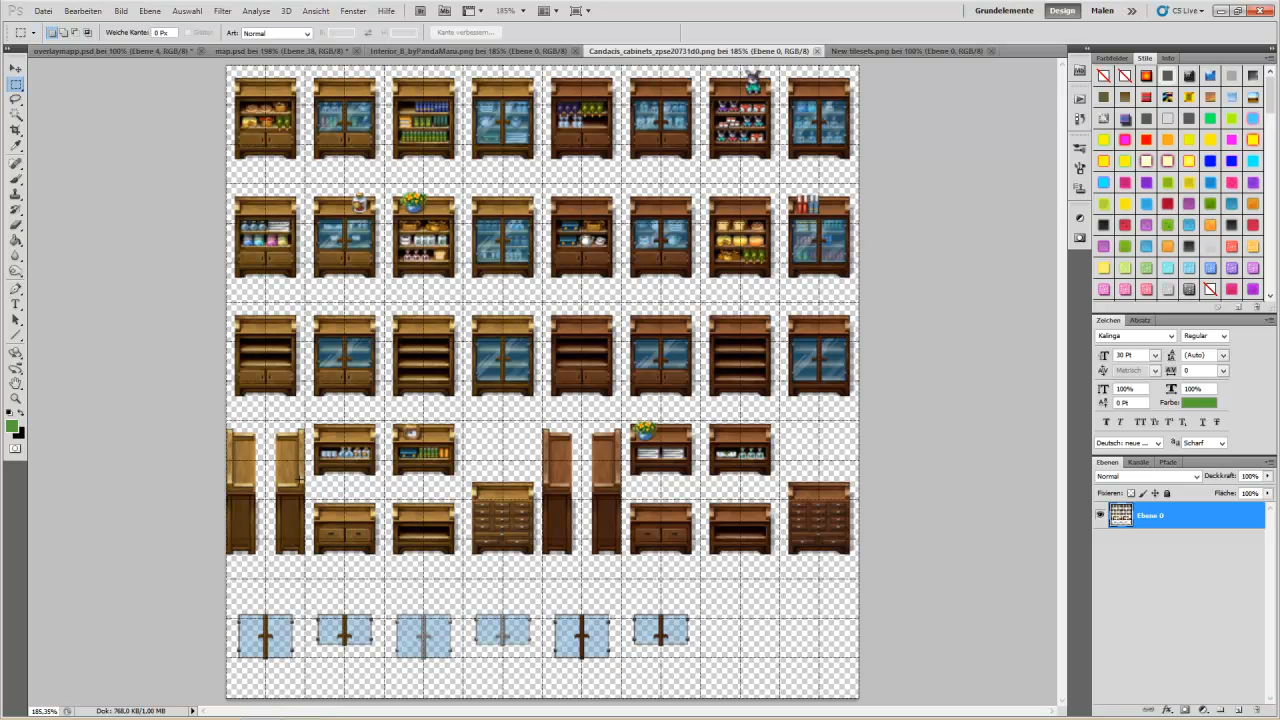 Ps Datei Bearbeiten Bild Ebene Auswahl Filter Analyse 3D Ansicht Fenster Hilfe Br Mb 185% Grundelemente Design Malen CS Live
Weiche Kante: 0 Px Glätten Art: Normal Kante verbessern...
overlaymapp.psd bei 100% (Ebene 4, RGB/8) * map.psd bei 198% (Ebene 38, RGB/8) * Interior_B_byPandaMaru.png bei 185% (Ebene 0, RGB/8) Candacis_cabinets_zpse20731d0.png bei 185% (Ebene 0, RGB/8) New tilesets.png bei 100% (Ebene 0, RGB/8)
Farbfelder Stile Info
Zeichen Absatz
Kalinga Regular
30 Pt (Auto)
Metrisch 0
100% 100%
0 Pt Farbe:
Deutsch: neue ... Scharf
Ebenen Kanäle Pfade
Normal Deckkraft: 100%
Fixieren: Fläche: 100%
Ebene 0
185,35% Dok: 768,0 KB/1,00 MB